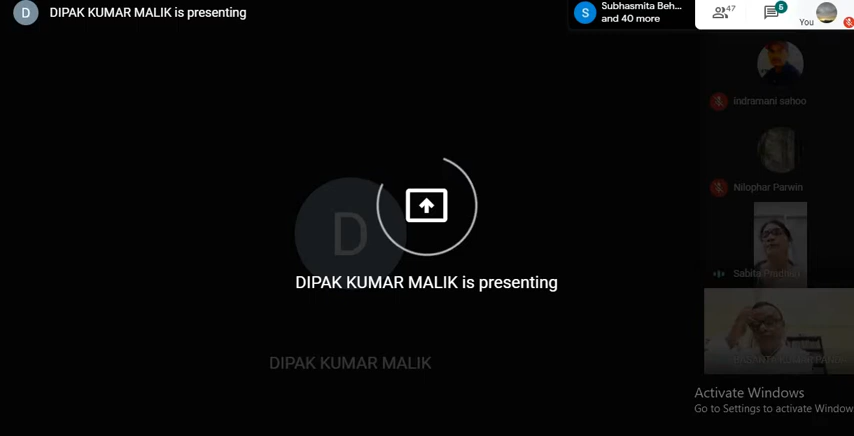 D
DIPAK KUMAR MALIK is presenting
S
Subhasmita Beh...
and 40 more
47
5
You
Indramani sahoo
Nilophar Parwin
D
DIPAK KUMAR MALIK is presenting
Sabita Pradhan
DIPAK KUMAR MALIK
Activate Windows
Go to Settings to activate Window